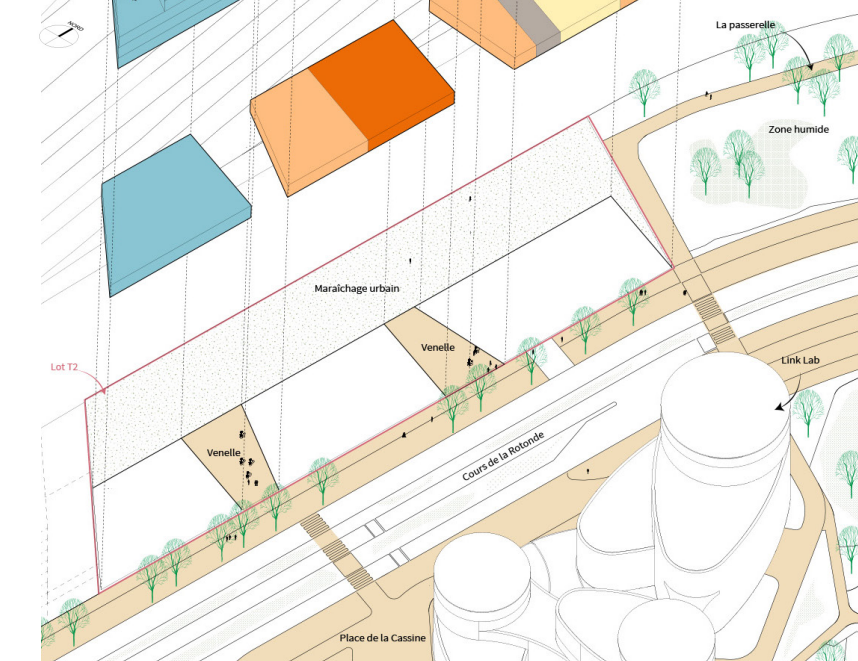 NORD
La passerelle
Zone humide
Maraîchage urbain
Venelle
Lot T2
Link Lab
Venelle
Cours de la Rotonde
Place de la Cassine